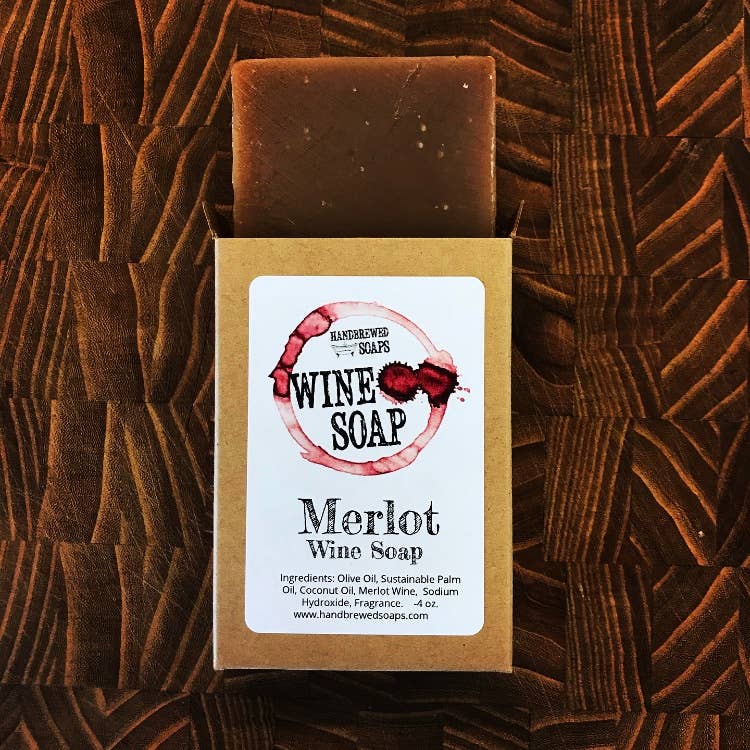 HANDBREWED
SOAPS
WINE
SOAP
Merlot
Wine Soap
Ingredients: Olive Oil, Sustainable Palm
Oil, Coconut Oil, Merlot Wine, Sodium
Hydroxide, Fragrance. -4 oz.
www.handbrewedsoaps.com